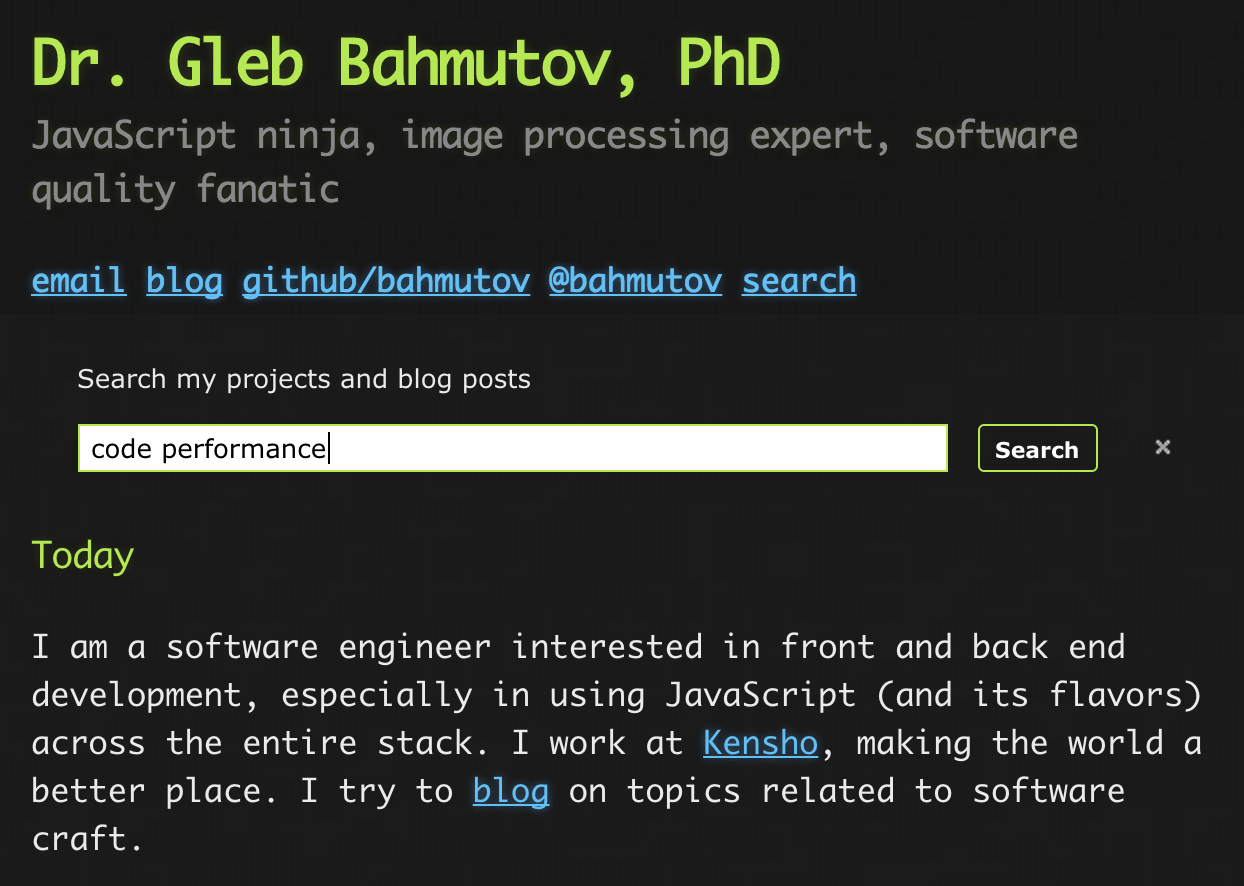 Dr. Gleb Bahmutov, PhD
JavaScript ninja, image processing expert, software
quality fanatic
email blog github/bahmutov @bahmutov search
Search my projects and blog posts
code performance Search ×
Today
I am a software engineer interested in front and back end
development, especially in using JavaScript (and its flavors)
across the entire stack. I work at Kensho, making the world a
better place. I try to blog on topics related to software
craft.